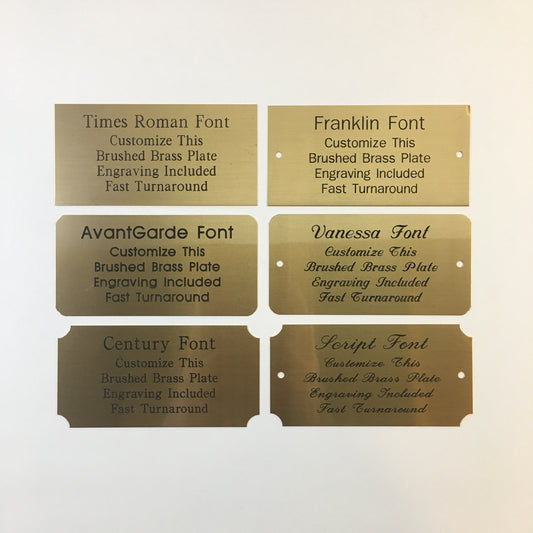 Times Roman Font
Customize This
Brushed Brass Plate
Engraving Included
Fast Turnaround
Franklin Font
Customize This
Brushed Brass Plate
Engraving Included
Fast Turnaround
AvantGarde Font
Customize This
Brushed Brass Plate
Engraving Included
Fast Turnaround
Vanessa Font
Customize This
Brushed Brass Plate
Engraving Included
Fast Turnaround
Century Font
Customize This
Brushed Brass Plate
Engraving Included
Fast Turnaround
Script Font
Customize This
Brushed Brass Plate
Engraving Included
Fast Turnaround